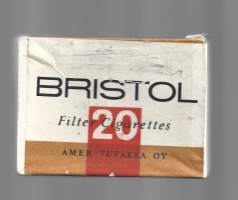 BRISTOL
Filter Cigarettes
20
AMER-TUPAKKA OY